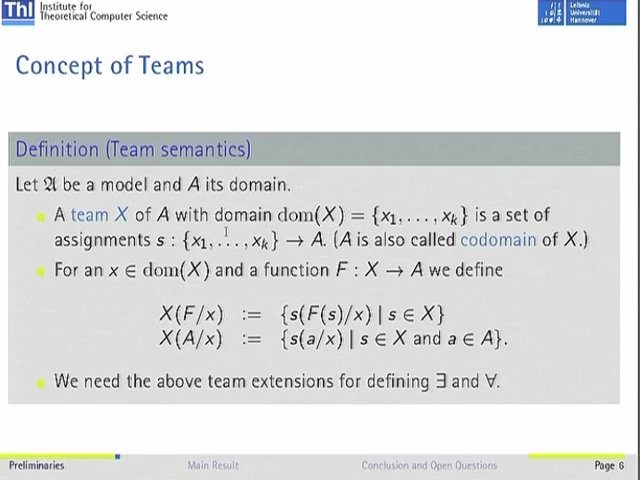 ThI Institute for
Theoretical Computer Science
Leibniz
Universität
Hannover
Concept of Teams
Definition (Team semantics)
Let 𝔄 be a model and A its domain.
A team X of A with domain dom(X) = {x₁, . . . , xₖ} is a set of
assignments s : {x₁, . . . , xₖ} → A. (A is also called codomain of X.)
For an x ∈ dom(X) and a function F : X → A we define
X(F/x) := {s(F(s)/x) | s ∈ X}
X(A/x) := {s(a/x) | s ∈ X and a ∈ A}.
We need the above team extensions for defining ∃ and ∀.
Preliminaries Main Result Conclusion and Open Questions Page 6